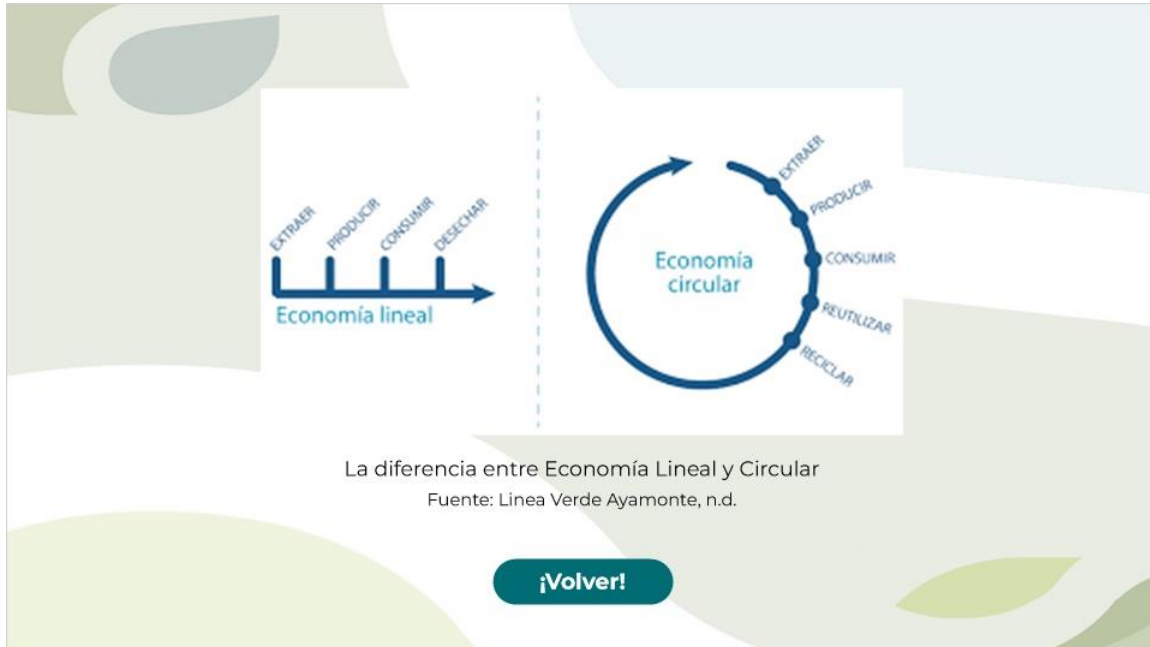 EXTRAER
PRODUCIR
CONSUMIR
DESECHAR
Economía lineal
EXTRAER
PRODUCIR
CONSUMIR
REUTILIZAR
RECICLAR
Economía
circular
La diferencia entre Economía Lineal y Circular
Fuente: Linea Verde Ayamonte, n.d.
¡Volver!